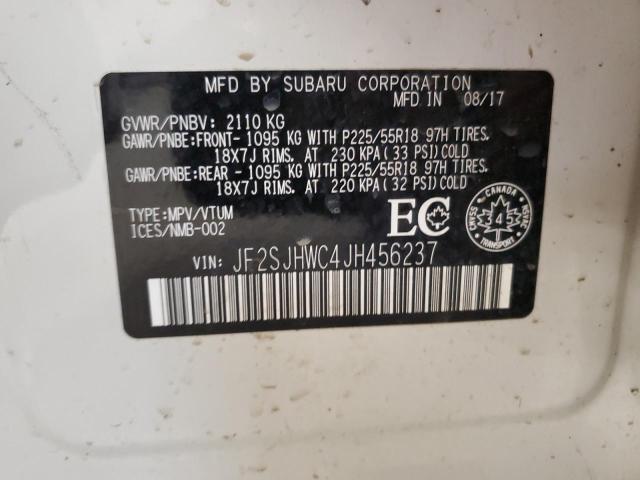 MFD BY SUBARU CORPORATION
MFD IN 08/17
GVWR/PNBV: 2110 KG
GAWR/PNBE:FRONT- 1095 KG WITH P225/55R18 97H TIRES.
18X7J RIMS. AT 230 KPA (33 PSI) COLD
GAWR/PNBE:REAR - 1095 KG WITH P225/55R18 97H TIRES.
18X7J RIMS. AT 220 KPA (32 PSI) COLD
TYPE:MPV/VTUM
ICES/NMB-002
EC
CANADA
CMVSS
NSVAC
4
TRANSPORT
VIN: JF2SJHWC4JH456237